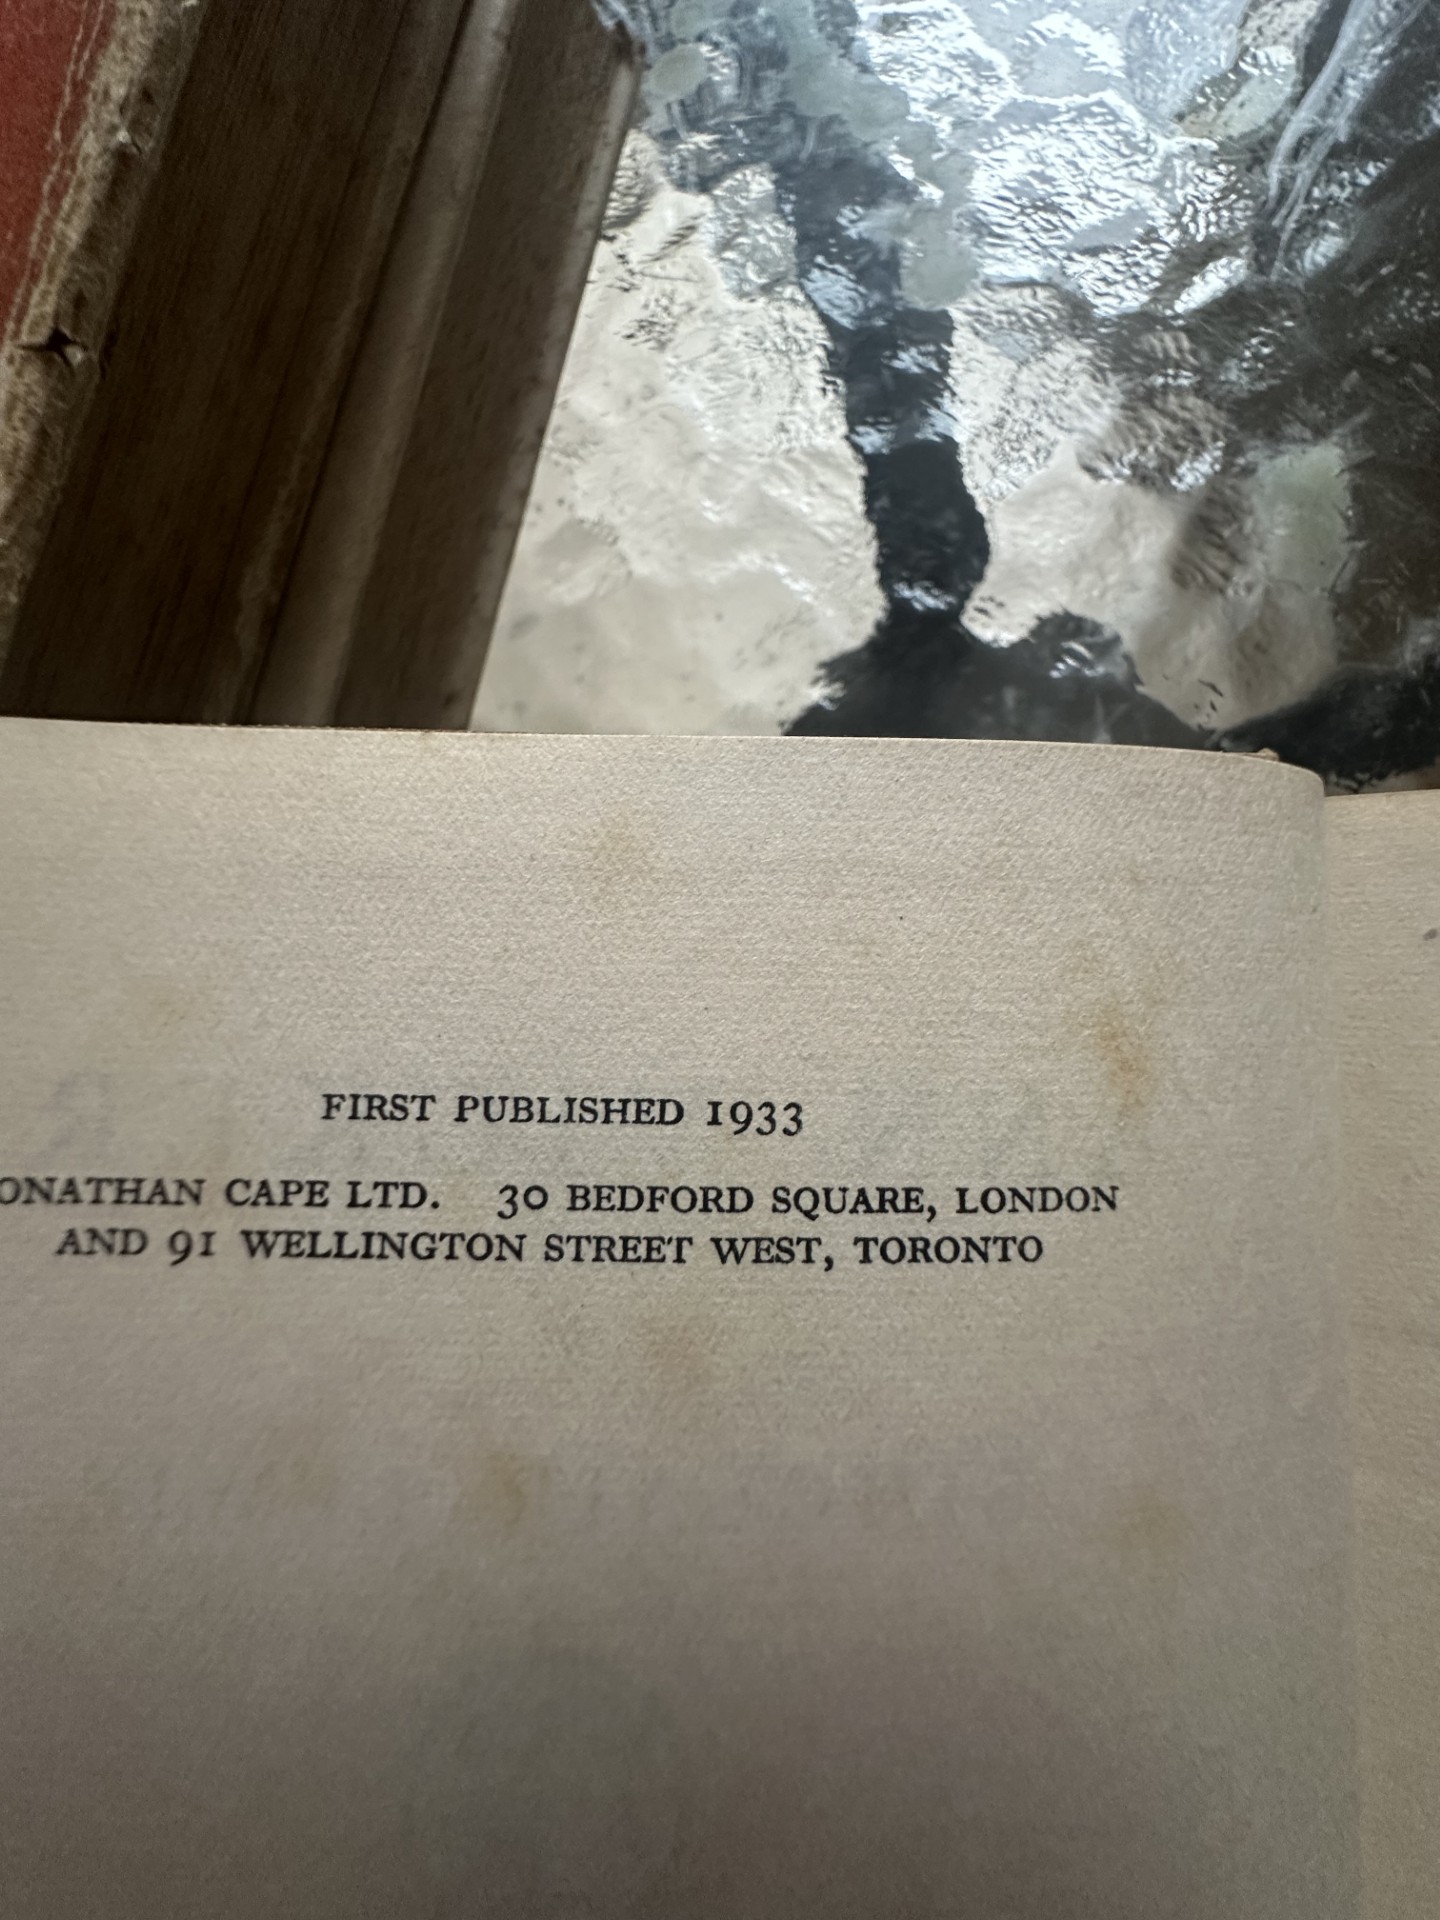 FIRST PUBLISHED 1933
ONATHAN CAPE LTD. 30 BEDFORD SQUARE, LONDON
AND 91 WELLINGTON STREET WEST, TORONTO